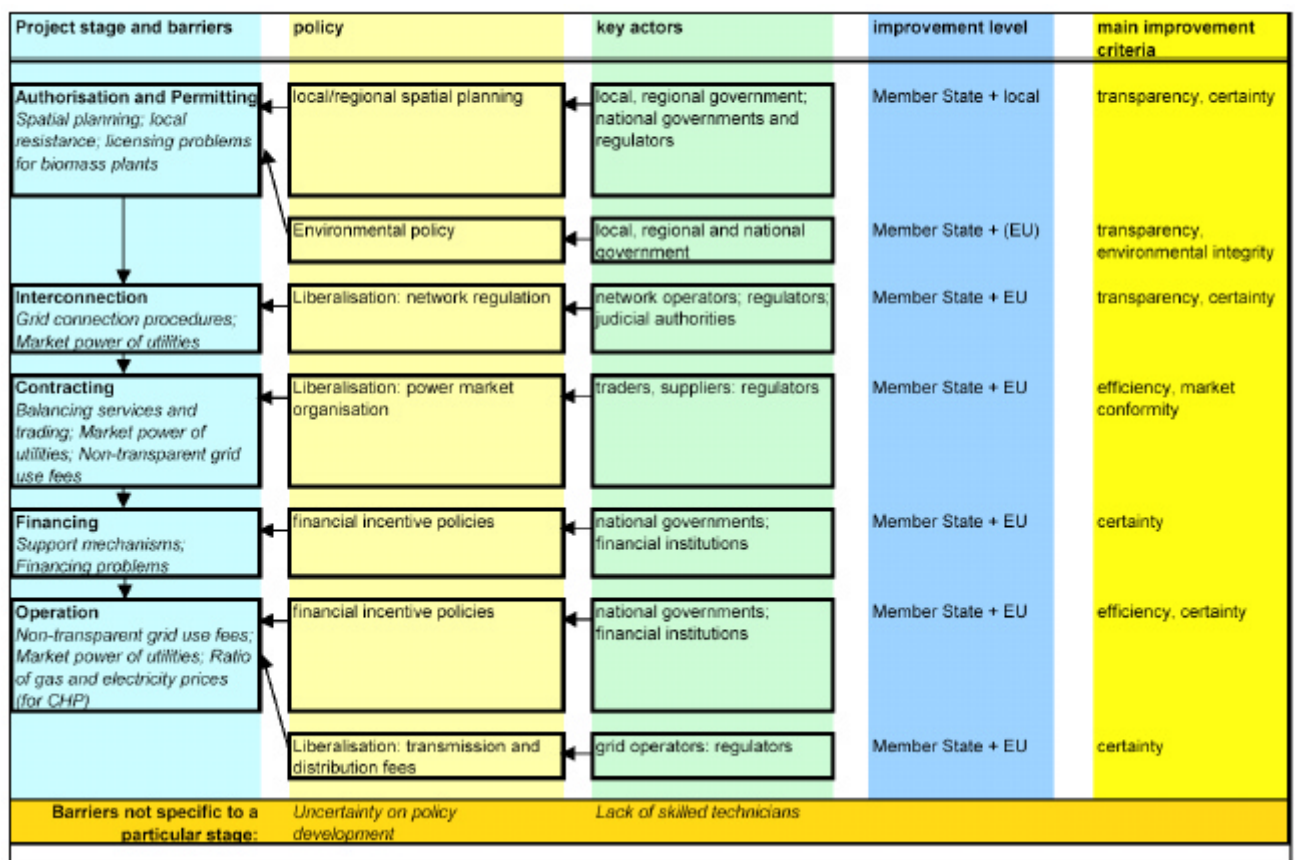 Project stage and barriers
policy
key actors
improvement level
main improvement
criteria
Authorisation and Permitting
Spatial planning; local
resistance; licensing problems
for biomass plants
local/regional spatial planning
local, regional government;
national governments and
regulators
Member State + local
transparency, certainty
Environmental policy
local, regional and national
government
Member State + (EU)
transparency,
environmental integrity
Interconnection
Grid connection procedures;
Market power of utilities
Liberalisation: network regulation
network operators; regulators;
judicial authorities
Member State + EU
transparency, certainty
Contracting
Balancing services and
trading; Market power of
utilities; Non-transparent grid
use fees
Liberalisation: power market
organisation
traders, suppliers: regulators
Member State + EU
efficiency, market
conformity
Financing
Support mechanisms;
Financing problems
financial incentive policies
national governments;
financial institutions
Member State + EU
certainty
Operation
Non-transparent grid use fees;
Market power of utilities; Ratio
of gas and electricity prices
(for CHP)
financial incentive policies
national governments;
financial institutions
Member State + EU
efficiency, certainty
Liberalisation: transmission and
distribution fees
grid operators: regulators
Member State + EU
certainty
Barriers not specific to a
particular stage:
Uncertainty on policy
development
Lack of skilled technicians